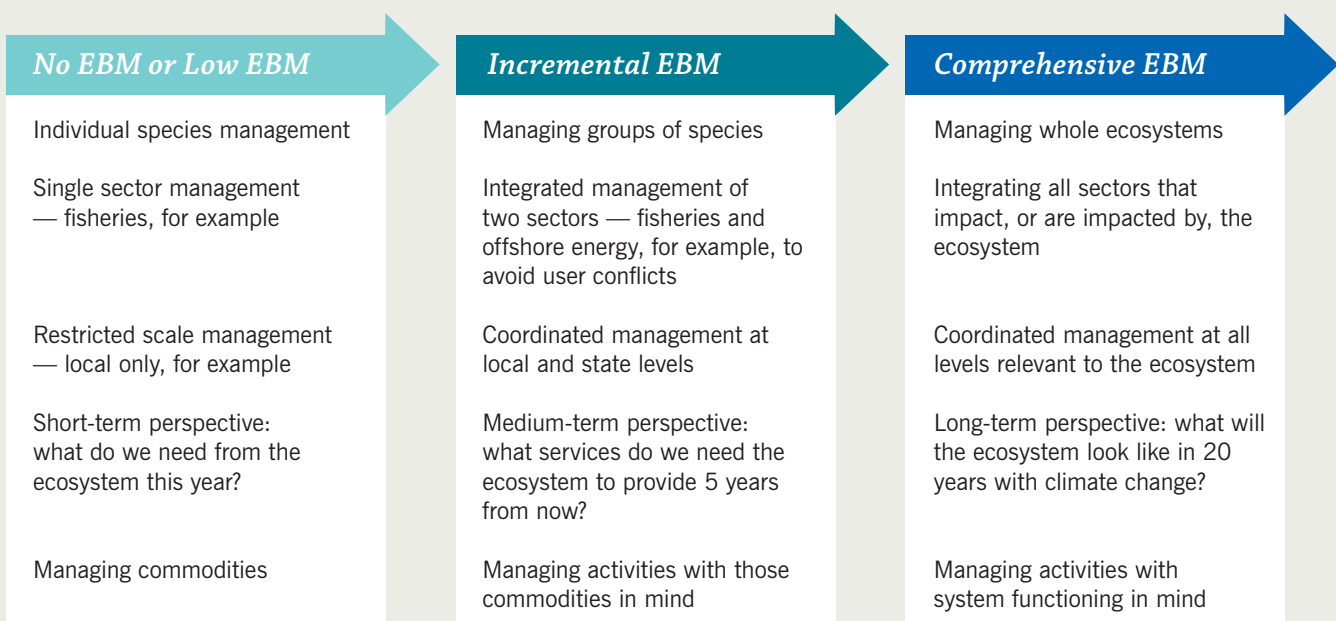 No EBM or Low EBM
Individual species management
Single sector management
— fisheries, for example
Restricted scale management
— local only, for example
Short-term perspective:
what do we need from the
ecosystem this year?
Managing commodities
Incremental EBM
Managing groups of species
Integrated management of
two sectors — fisheries and
offshore energy, for example, to
avoid user conflicts
Coordinated management at
local and state levels
Medium-term perspective:
what services do we need the
ecosystem to provide 5 years
from now?
Managing activities with those
commodities in mind
Comprehensive EBM
Managing whole ecosystems
Integrating all sectors that
impact, or are impacted by, the
ecosystem
Coordinated management at all
levels relevant to the ecosystem
Long-term perspective: what will
the ecosystem look like in 20
years with climate change?
Managing activities with
system functioning in mind